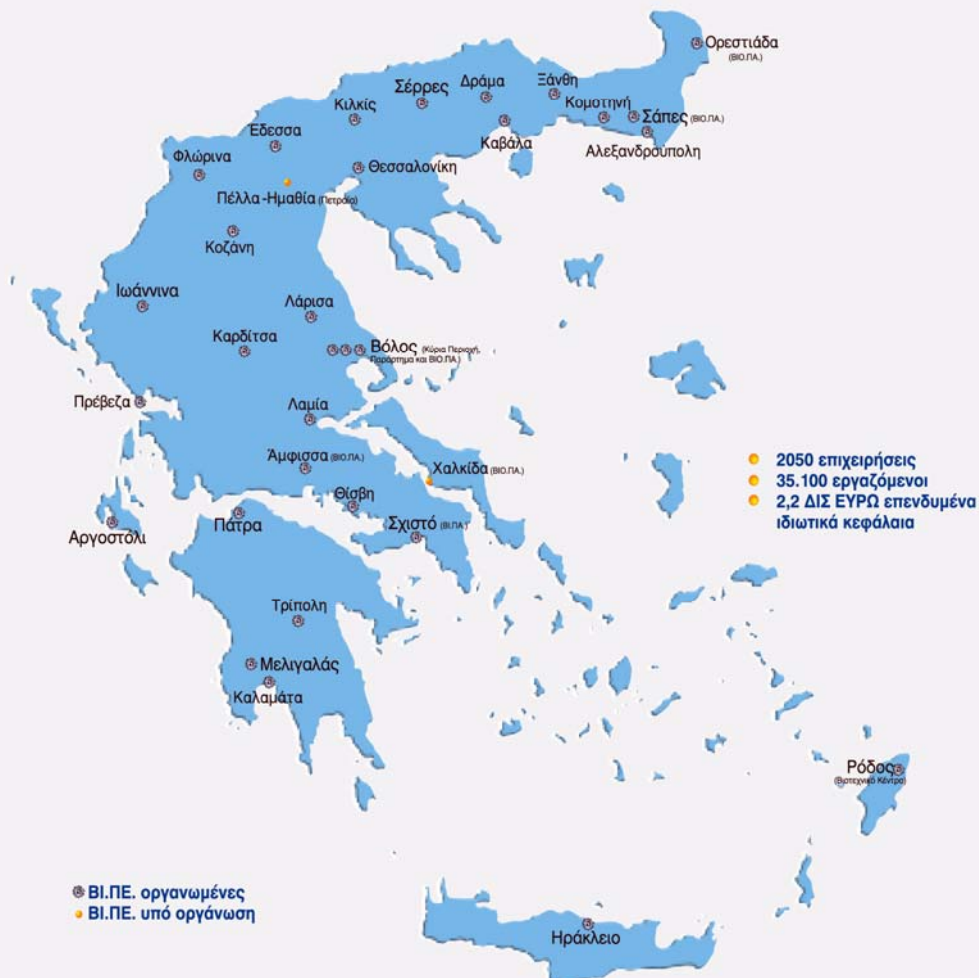 Ορεστιάδα
(ΒΙΟ.ΠΑ.)
Ξάνθη
Δράμα
Σέρρες
Κομοτηνή
Κιλκίς
Σάπες (ΒΙΟ.ΠΑ.)
Έδεσσα
Καβάλα
Αλεξανδρούπολη
Φλώρινα
Θεσσαλονίκη
Πέλλα -Ημαθία (Πετραία)
Κοζάνη
Ιωάννινα
Λάρισα
Καρδίτσα
Βόλος (Κύρια Περιοχή,
Παράρτημα και ΒΙΟ.ΠΑ.)
Πρέβεζα
Λαμία
Άμφισσα (ΒΙΟ.ΠΑ.)
Χαλκίδα (ΒΙΟ.ΠΑ.)
2050 επιχειρήσεις
35.100 εργαζόμενοι
2,2 ΔΙΣ ΕΥΡΩ επενδυμένα
ιδιωτικά κεφάλαια
Θίσβη
Πάτρα
Σχιστό (ΒΙ.ΠΑ.)
Αργοστόλι
Τρίπολη
Μελιγαλάς
Καλαμάτα
Ρόδος
(Βιοτεχνικό Κέντρο)
ΒΙ.ΠΕ. οργανωμένες
ΒΙ.ΠΕ. υπό οργάνωση
Ηράκλειο